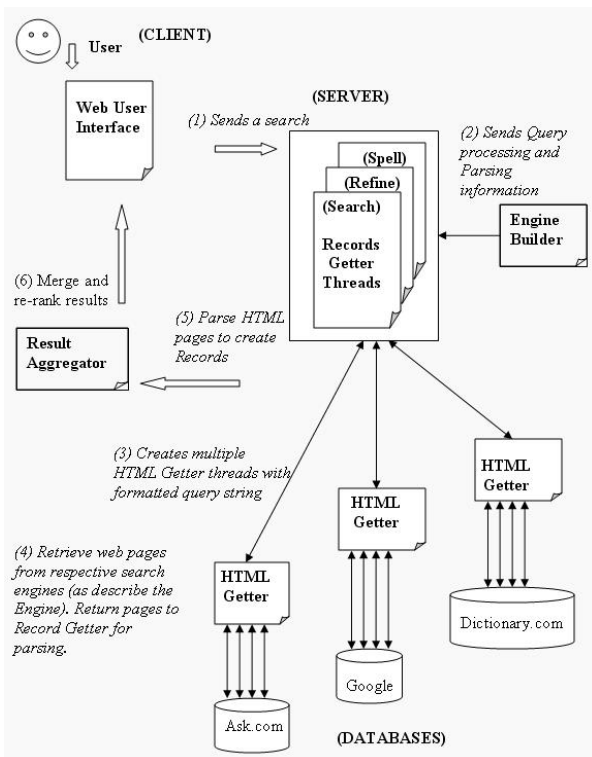 (CLIENT)
User
Web User
Interface
(1) Sends a search
(SERVER)
(Spell)
(Refine)
(Search)
Records
Getter
Threads
(2) Sends Query
processing and
Parsing
information
Engine
Builder
(6) Merge and
re-rank results
(5) Parse HTML
pages to create
Records
Result
Aggregator
(3) Creates multiple
HTML Getter threads with
formatted query string
HTML
Getter
HTML
Getter
(4) Retrieve web pages
from respective search
engines (as describe the
Engine). Return pages to
Record Getter for
parsing.
HTML
Getter
Dictionary.com
Google
Ask.com
(DATABASES)